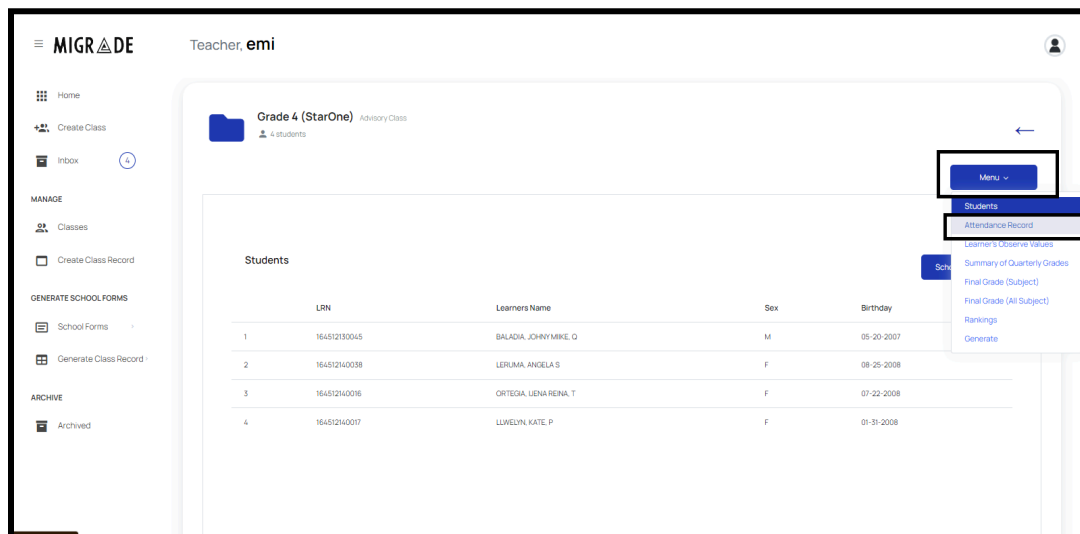 MIGRADE
Teacher, emi
Home
Create Class
Inbox 4
MANAGE
Classes
Create Class Record
GENERATE SCHOOL FORMS
School Forms
Generate Class Record
ARCHIVE
Archived
Grade 4 (StarOne) Advisory Class
4 students
Menu
Students
Attendance Record
Learner's Observe Values
Summary of Quarterly Grades
Final Grade (Subject)
Final Grade (All Subject)
Rankings
Generate
Students
LRN Learners Name Sex Birthday
1 164512130045 BALADIA, JOHNY MIKE, Q M 05-20-2007
2 164512140038 LERUMA, ANGELA S F 08-25-2008
3 164512140016 ORTEGIA, UENA REINA, T F 07-22-2008
4 164512140017 LLWELYN, KATE, P F 01-31-2008